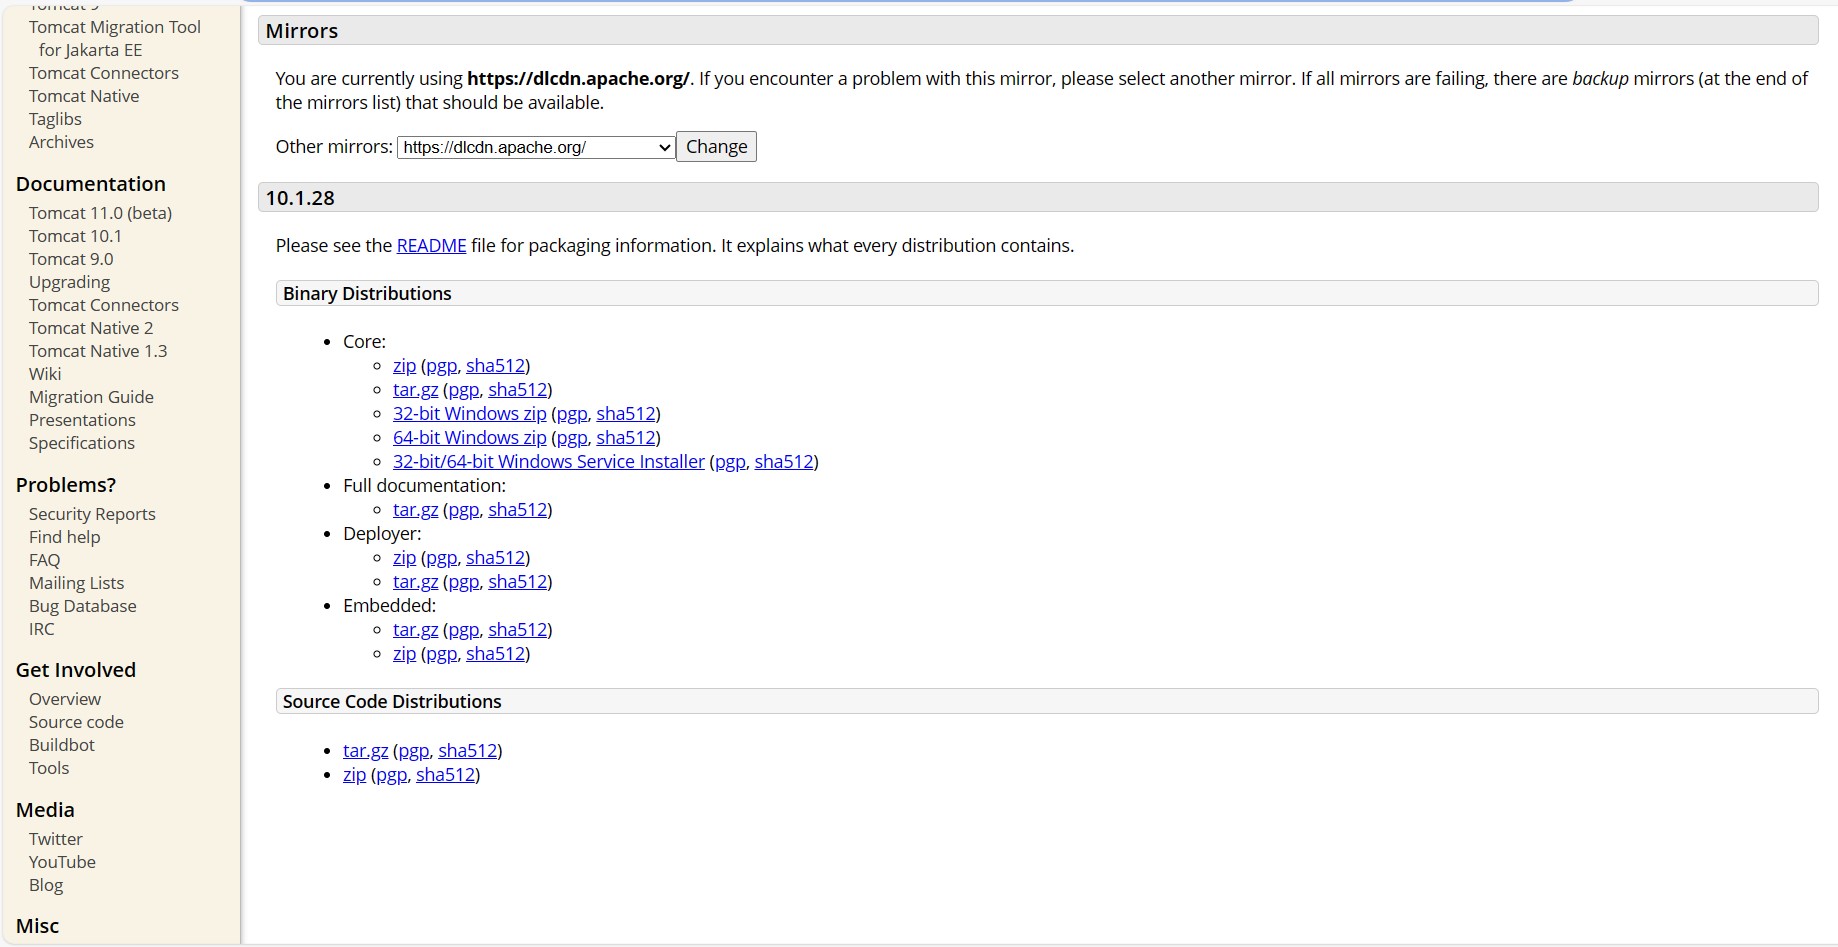 Tomcat 9
Tomcat Migration Tool
for Jakarta EE
Tomcat Connectors
Tomcat Native
Taglibs
Archives
Documentation
Tomcat 11.0 (beta)
Tomcat 10.1
Tomcat 9.0
Upgrading
Tomcat Connectors
Tomcat Native 2
Tomcat Native 1.3
Wiki
Migration Guide
Presentations
Specifications
Problems?
Security Reports
Find help
FAQ
Mailing Lists
Bug Database
IRC
Get Involved
Overview
Source code
Buildbot
Tools
Media
Twitter
YouTube
Blog
Misc
Mirrors
You are currently using https://dlcdn.apache.org/. If you encounter a problem with this mirror, please select another mirror. If all mirrors are failing, there are backup mirrors (at the end of
the mirrors list) that should be available.
Other mirrors: https://dlcdn.apache.org/ Change
10.1.28
Please see the README file for packaging information. It explains what every distribution contains.
Binary Distributions
• Core:
◦ zip (pgp, sha512)
◦ tar.gz (pgp, sha512)
◦ 32-bit Windows zip (pgp, sha512)
◦ 64-bit Windows zip (pgp, sha512)
◦ 32-bit/64-bit Windows Service Installer (pgp, sha512)
• Full documentation:
◦ tar.gz (pgp, sha512)
• Deployer:
◦ zip (pgp, sha512)
◦ tar.gz (pgp, sha512)
• Embedded:
◦ tar.gz (pgp, sha512)
◦ zip (pgp, sha512)
Source Code Distributions
• tar.gz (pgp, sha512)
• zip (pgp, sha512)